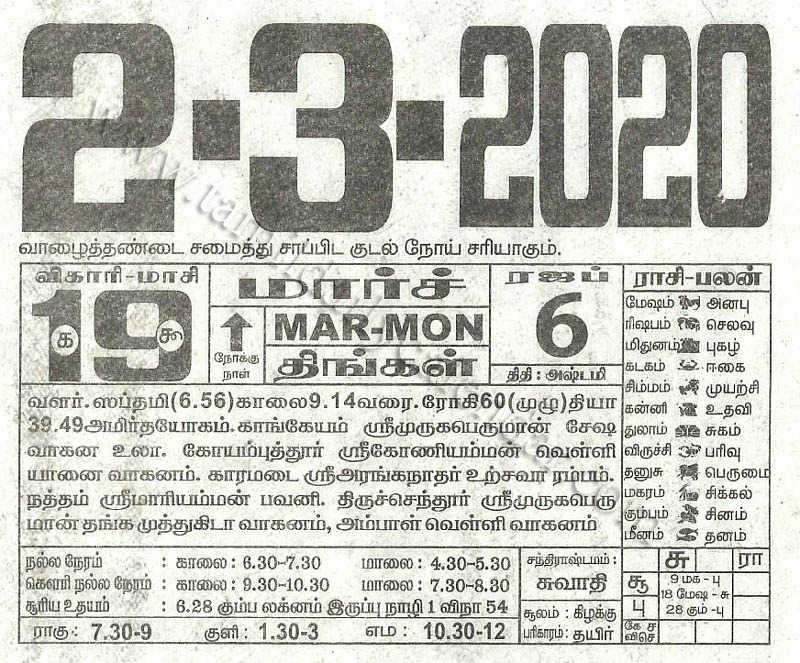 2-3-2020
வாழைத்தண்டை சமைத்து சாப்பிட குடல் நோய் சரியாகும்.
விகாரி-மாசி
19
க கூ
மார்ச்
நோக்கு நாள்
MAR-MON
திங்கள்
ரஜப்
6
திதி : அஷ்டமி
வளர். ஸப்தமி(6.56)காலை9.14வரை.ரோகி60(முழு)தியா
39.49அமிர்தயோகம்.காங்கேயம் ஸ்ரீமுருகபெருமான் சேஷ
வாகன உலா. கோயம்புத்தூர் ஸ்ரீகோணியம்மன் வெள்ளி
யானை வாகனம். காரமடை ஸ்ரீஅரங்கநாதர் உற்சவா ரம்பம்.
நத்தம் ஸ்ரீமாரியம்மன் பவனி. திருச்செந்தூர் ஸ்ரீமுருகபெரு
மான் தங்க முத்துகிடா வாகனம், அம்பாள் வெள்ளி வாகனம்
ராசி-பலன்
மேஷம் அன்பு
ரிஷபம் செலவு
மிதுனம் புகழ்
கடகம் ஈகை
சிம்மம் முயற்சி
கன்னி உதவி
துலாம் சுகம்
விருச்சி பரிவு
தனுசு பெருமை
மகரம் சிக்கல்
கும்பம் சினம்
மீனம் தனம்
நல்ல நேரம் : காலை : 6.30-7.30 மாலை : 4.30-5.30
கெளரி நல்ல நேரம் : காலை : 9.30-10.30 மாலை : 7.30-8.30
சூரிய உதயம் : 6.28 கும்ப லக்னம் இருப்பு நாழி 1 விநா 54
ராகு : 7.30-9 குளி : 1.30-3 எம : 10.30-12
சந்திராஷ்டமம் :
சுவாதி
சூலம் : கிழக்கு
பரிகாரம் : தயிர்
சு ரா
சூ
பு
9 மக - பு
18 மேஷ - சு
28 கும் -பு
கே ச
விசெ